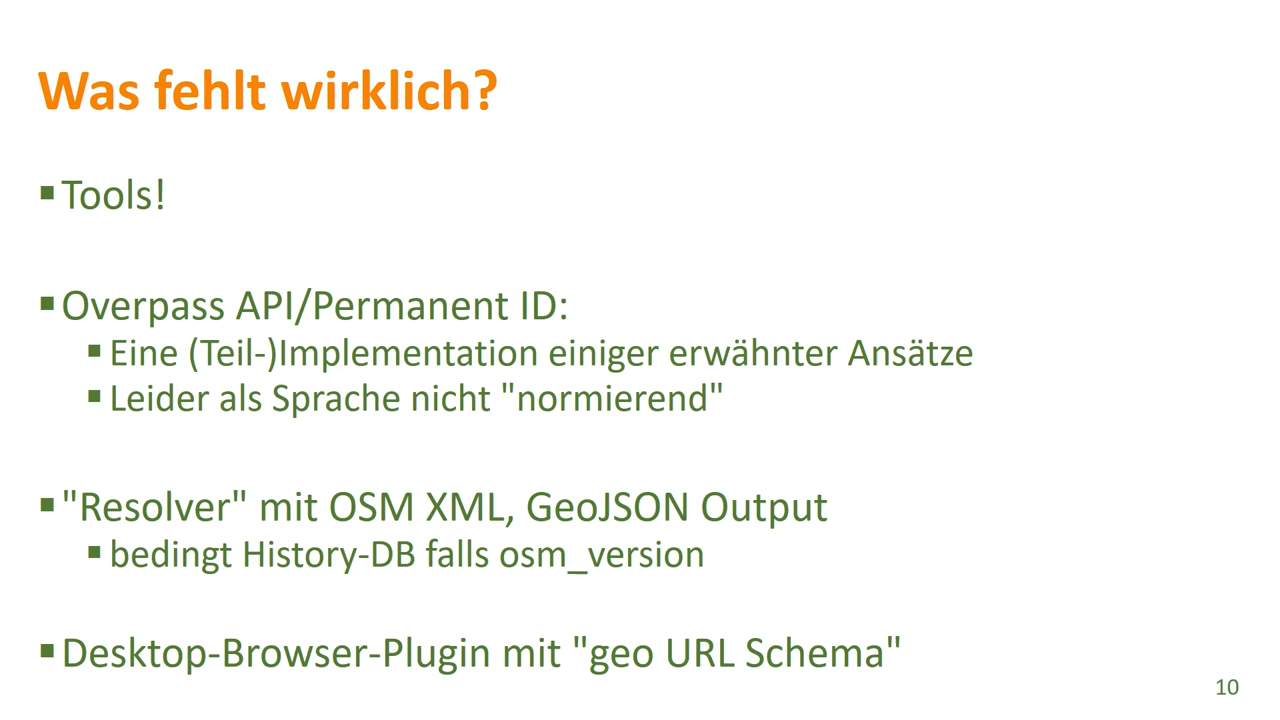 Was fehlt wirklich?
Tools!
Overpass API/Permanent ID:
Eine (Teil-)Implementation einiger erwähnter Ansätze
Leider als Sprache nicht "normierend"
"Resolver" mit OSM XML, GeoJSON Output
bedingt History-DB falls osm_version
Desktop-Browser-Plugin mit "geo URL Schema"
10